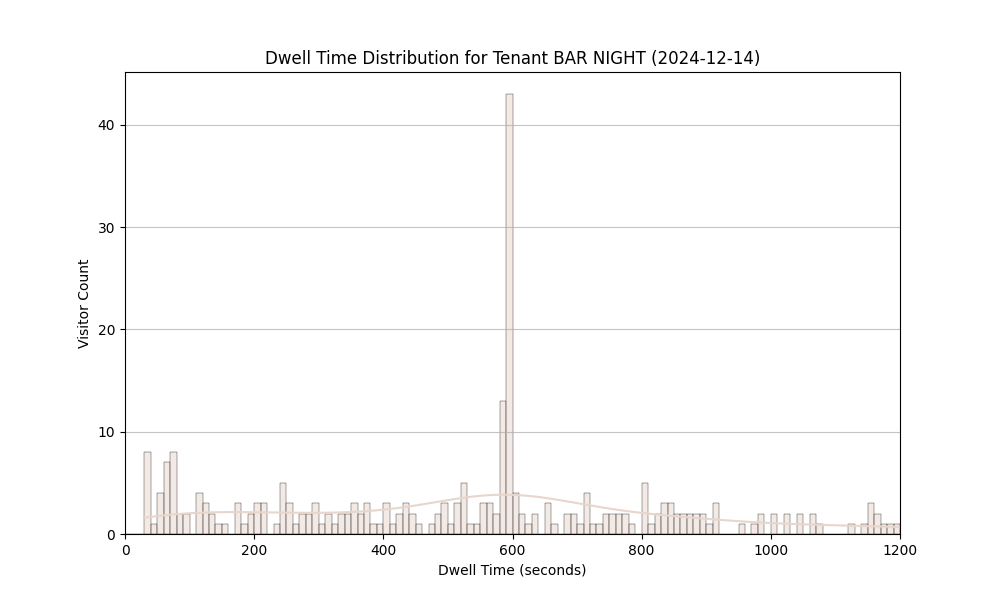 Dwell Time Distribution for Tenant BAR NIGHT (2024-12-14)
Visitor Count
40
30
20
10
0
0 200 400 600 800 1000 1200
Dwell Time (seconds)